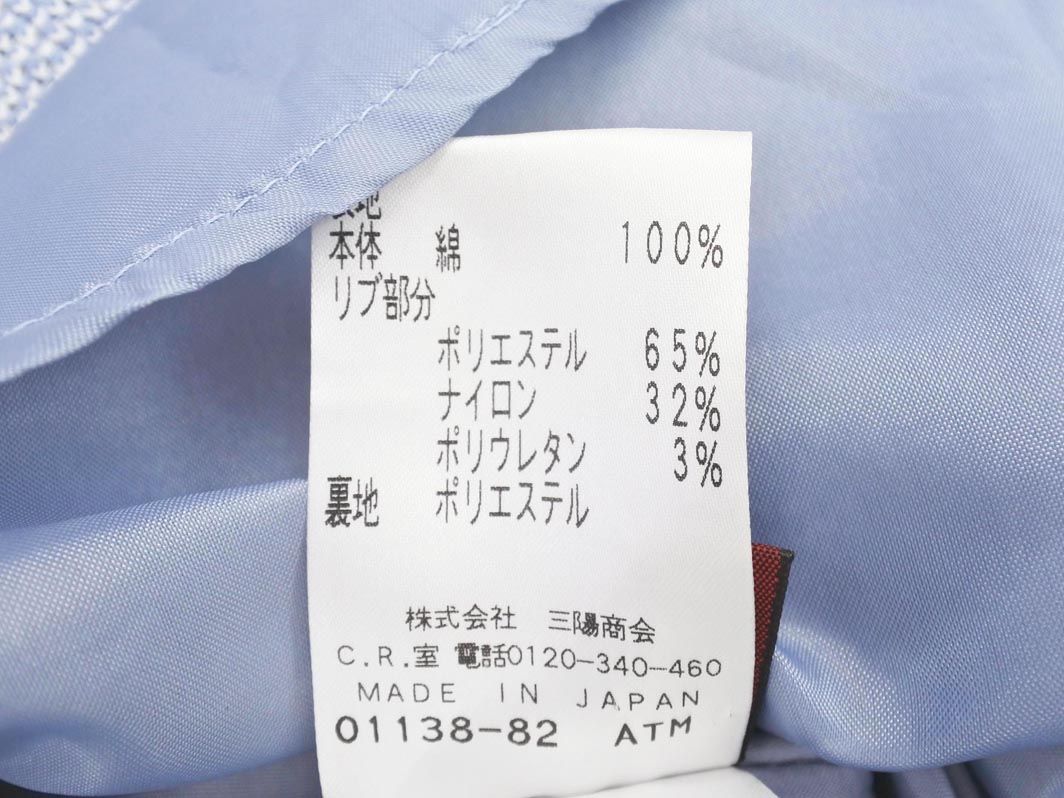 表地
本体 綿 100%
リブ部分
ポリエステル 65%
ナイロン 32%
ポリウレタン 3%
裏地 ポリエステル
株式会社 三陽商会
C.R.室 電話0120-340-460
MADE IN JAPAN
01138-82 ATM